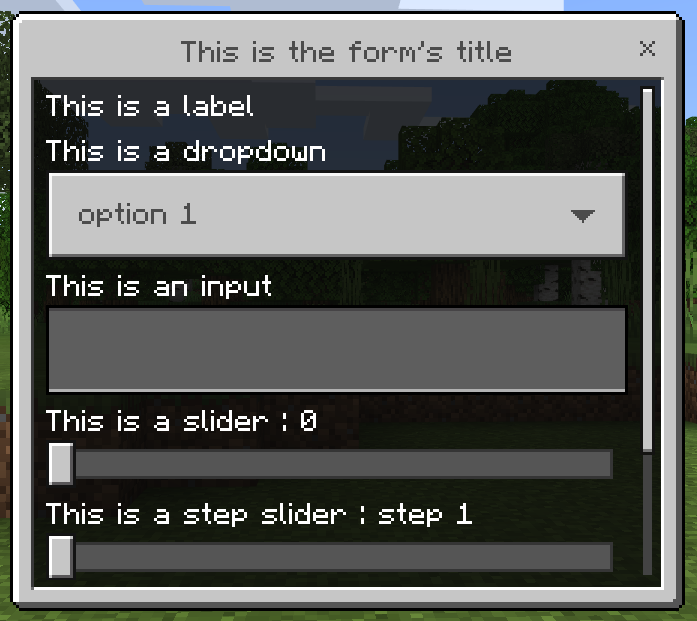 This is the form's title
This is a label
This is a dropdown
option 1
This is an input
This is a slider : 0
This is a step slider : step 1